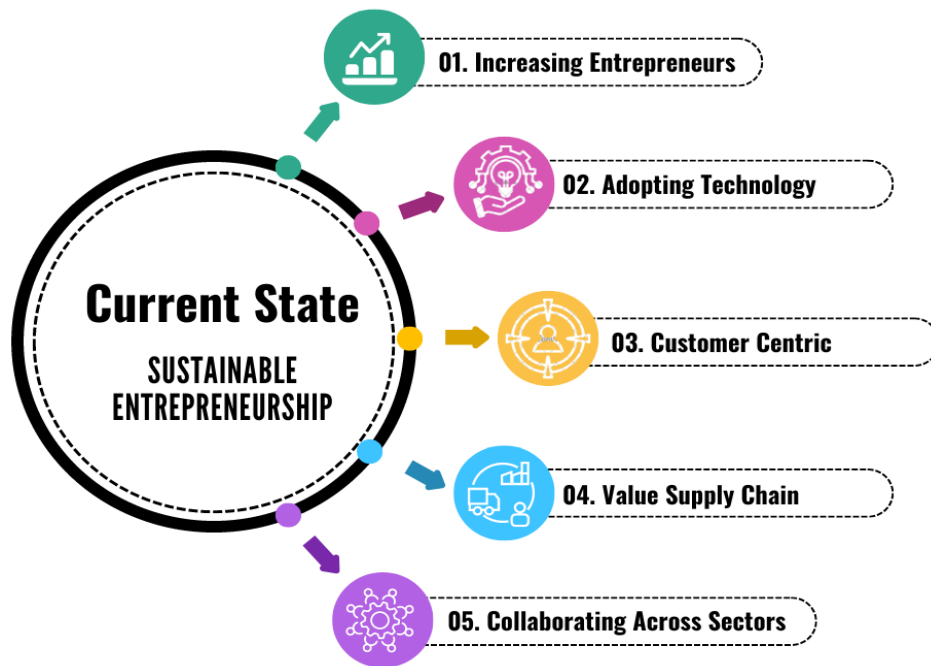 01. Increasing Entrepreneurs
02. Adopting Technology
Current State
SUSTAINABLE
ENTREPRENEURSHIP
03. Customer Centric
04. Value Supply Chain
05. Collaborating Across Sectors